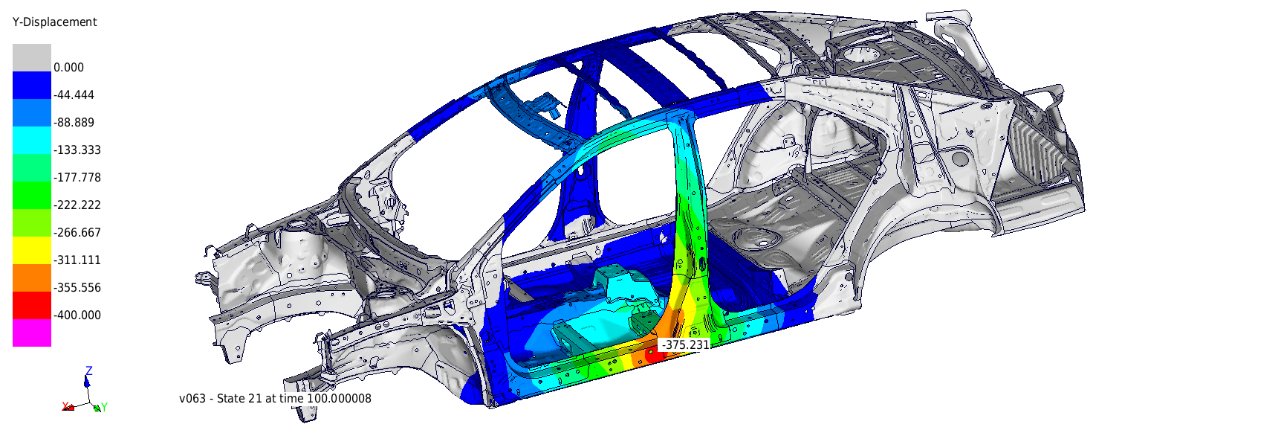 Y-Displacement
0.000
-44.444
-88.889
-133.333
-177.778
-222.222
-266.667
-311.111
-355.556
-400.000
-375.231
Z
X
Y
v063 - State 21 at time 100.000008